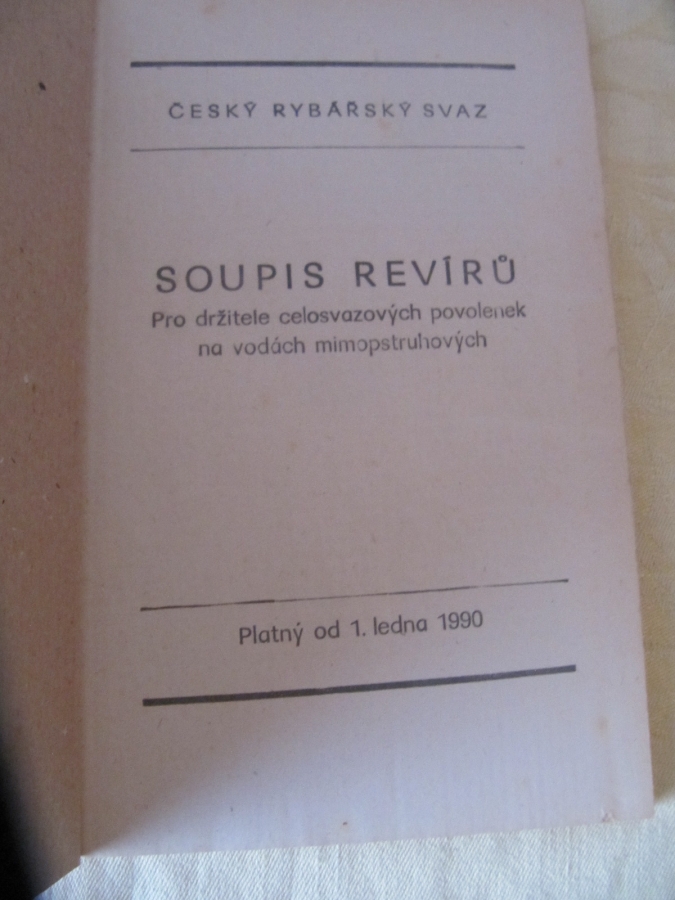 ČESKÝ RYBÁŘSKÝ SVAZ
SOUPIS REVÍRŮ
Pro držitele celosvazových povolenek
na vodách mimopstruhových
Platný od 1. ledna 1990